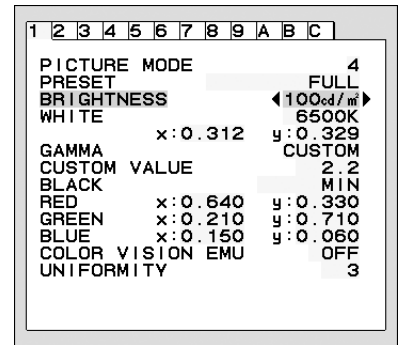 1 2 3 4 5 6 7 8 9 A B C
PICTURE MODE 4
PRESET FULL
BRIGHTNESS ◀100cd/㎡▶
WHITE 6500K
x:0.312 y:0.329
GAMMA CUSTOM
CUSTOM VALUE 2.2
BLACK MIN
RED x:0.640 y:0.330
GREEN x:0.210 y:0.710
BLUE x:0.150 y:0.060
COLOR VISION EMU OFF
UNIFORMITY 3